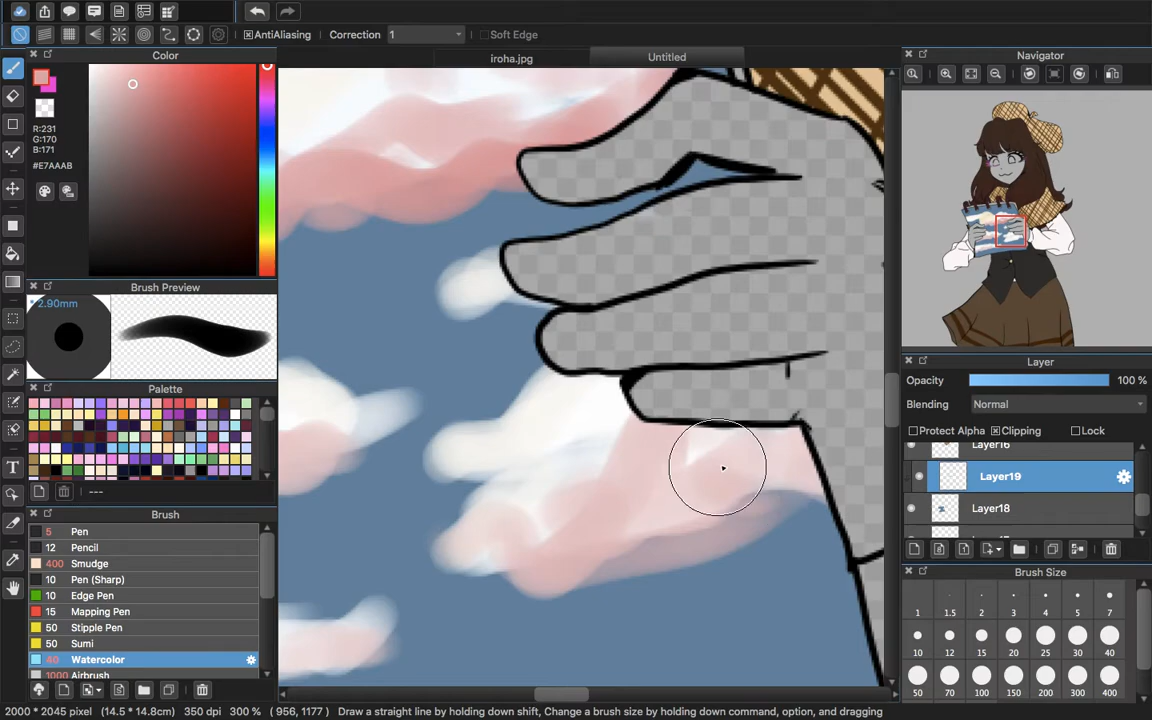 AntiAliasing Correction 1 Soft Edge
Color
iroha.jpg Untitled
Navigator
R:231
G:170
B:171
#E7AAAB
Brush Preview
2.90mm
Palette
---
Brush
5 Pen
12 Pencil
400 Smudge
10 Pen (Sharp)
10 Edge Pen
15 Mapping Pen
50 Stipple Pen
50 Sumi
40 Watercolor
1000 Airbrush
Layer
Opacity 100 %
Blending Normal
Protect Alpha Clipping Lock
Layer16
Layer19
Layer18
Brush Size
1 1.5 2 3 4 5 7
10 12 15 20 25 30 40
50 70 100 150 200 300 400
2000 * 2045 pixel (14.5 * 14.8cm) 350 dpi 300 % ( 956, 1177 ) Draw a straight line by holding down shift, Change a brush size by holding down command, option, and dragging